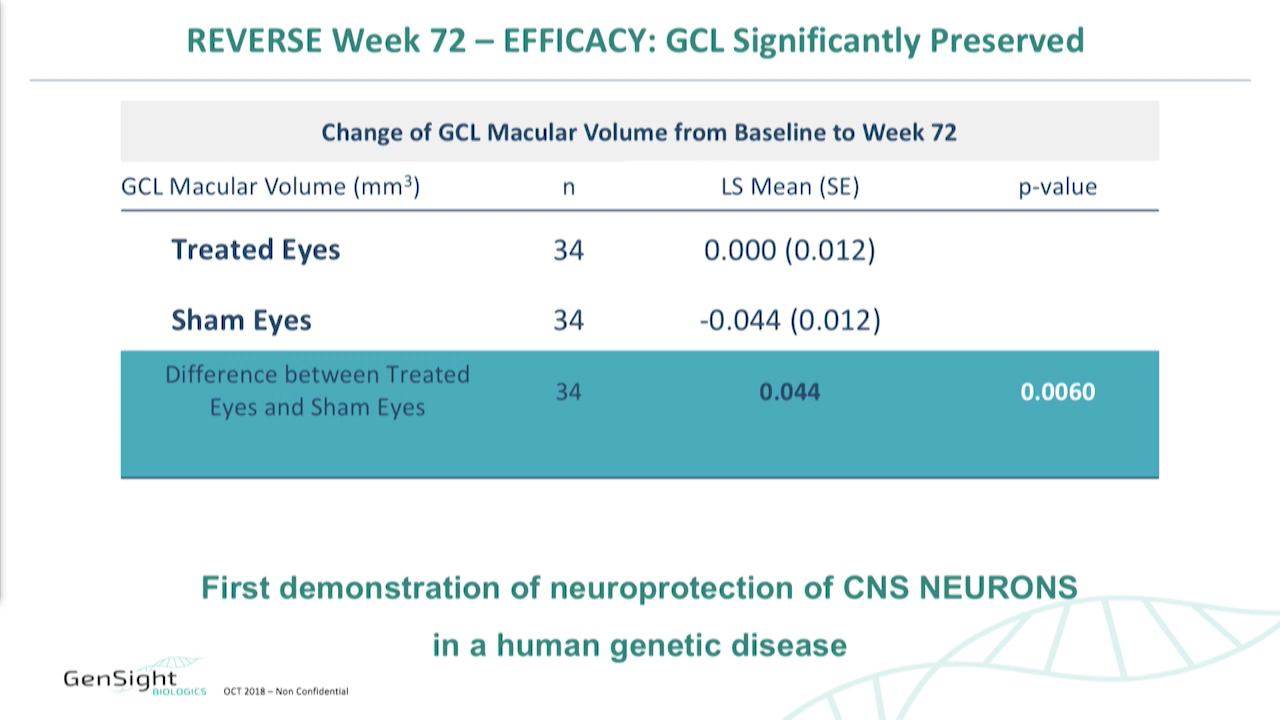 REVERSE Week 72 – EFFICACY: GCL Significantly Preserved
Change of GCL Macular Volume from Baseline to Week 72
GCL Macular Volume (mm³) n LS Mean (SE) p-value
Treated Eyes 34 0.000 (0.012)
Sham Eyes 34 -0.044 (0.012)
Difference between Treated
Eyes and Sham Eyes 34 0.044 0.0060
First demonstration of neuroprotection of CNS NEURONS
in a human genetic disease
GenSight
BIOLOGICS
OCT 2018 – Non Confidential